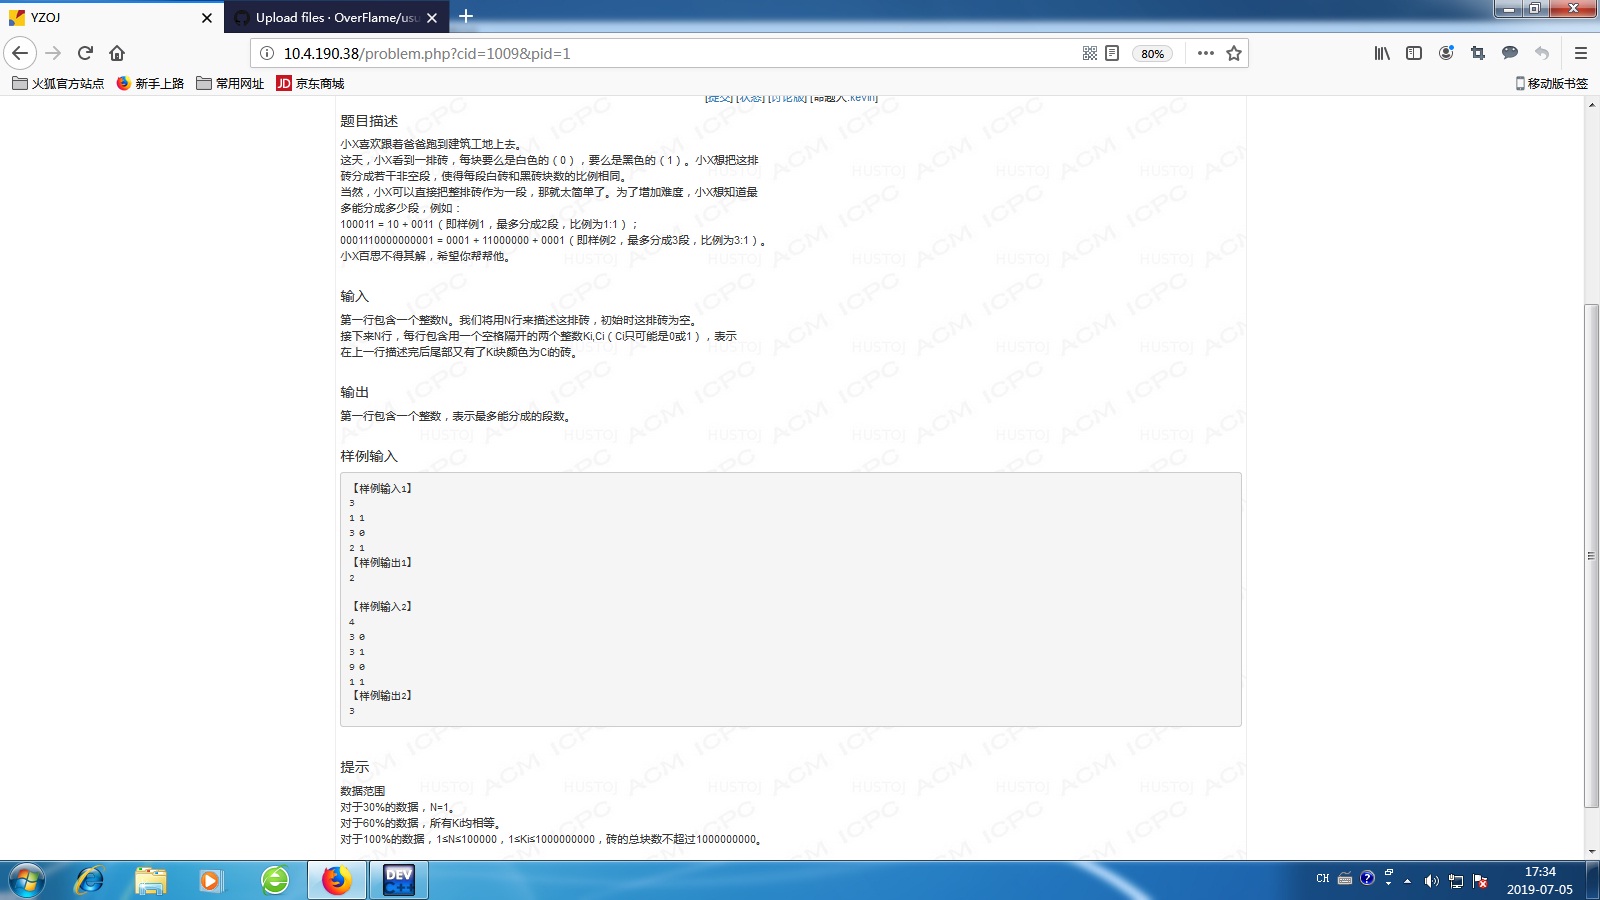 YZOJ
Upload files · OverFlame/usu
10.4.190.38/problem.php?cid=1009&pid=1
80%
火狐官方站点
新手上路
常用网址
JD 京东商城
移动版书签
[提交] [状态] [讨论版] [命题人:kevin]
题目描述
小X喜欢跟着爸爸跑到建筑工地上去。
这天，小X看到一排砖，每块要么是白色的（0），要么是黑色的（1）。小X想把这排
砖分成若干非空段，使得每段白砖和黑砖块数的比例相同。
当然，小X可以直接把整排砖作为一段，那就太简单了。为了增加难度，小X想知道最
多能分成多少段，例如：
100011 = 10 + 0011（即样例1，最多分成2段，比例为1:1）；
0001110000000001 = 0001 + 11000000 + 0001（即样例2，最多分成3段，比例为3:1）。
小X百思不得其解，希望你帮帮他。
输入
第一行包含一个整数N。我们将用N行来描述这排砖，初始时这排砖为空。
接下来N行，每行包含用一个空格隔开的两个整数Ki,Ci（Ci只可能是0或1），表示
在上一行描述完后尾部又有了Ki块颜色为Ci的砖。
输出
第一行包含一个整数，表示最多能分成的段数。
样例输入
【样例输入1】
3
1 1
3 0
2 1
【样例输出1】
2
【样例输入2】
4
3 0
3 1
9 0
1 1
【样例输出2】
3
提示
数据范围
对于30%的数据，N=1。
对于60%的数据，所有Ki均相等。
对于100%的数据，1≤N≤100000，1≤Ki≤1000000000，砖的总块数不超过1000000000。
HUSTOJ ACM ICPC
DEV C++
CH
17:34
2019-07-05